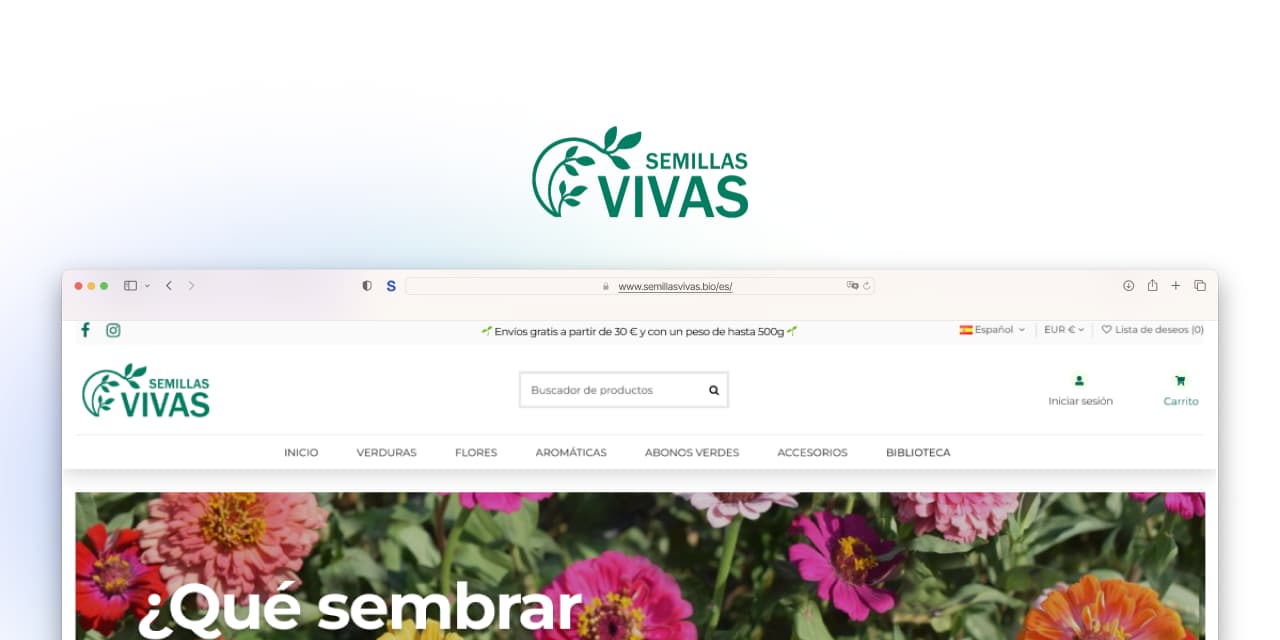 SEMILLAS
VIVAS
S
www.semillasvivas.bio/es/
Envíos gratis a partir de 30 € y con un peso de hasta 500g
Español
EUR €
Lista de deseos (0)
SEMILLAS
VIVAS
Buscador de productos
Iniciar sesión
Carrito
INICIO VERDURAS FLORES AROMÁTICAS ABONOS VERDES ACCESORIOS BIBLIOTECA
¿Qué sembrar